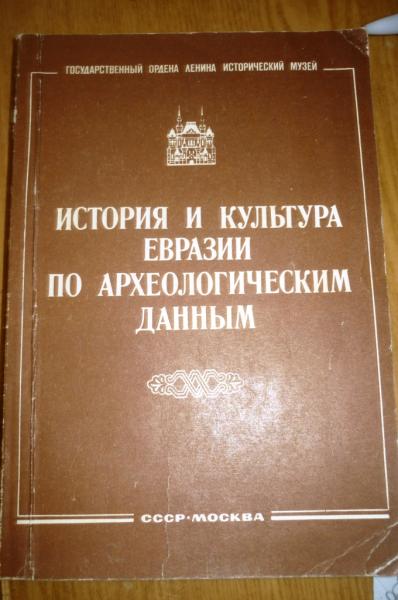 ГОСУДАРСТВЕННЫЙ ОРДЕНА ЛЕНИНА ИСТОРИЧЕСКИЙ МУЗЕЙ
ИСТОРИЯ И КУЛЬТУРА
ЕВРАЗИИ
ПО АРХЕОЛОГИЧЕСКИМ
ДАННЫМ
СССР·МОСКВА